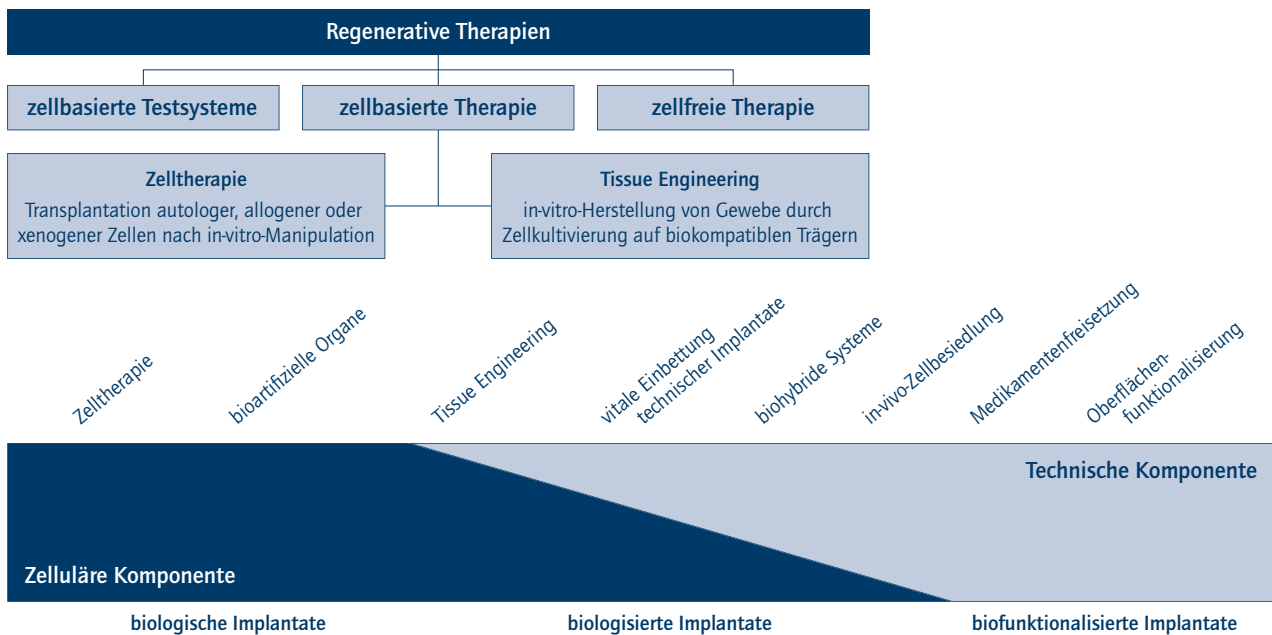 Regenerative Therapien
zellbasierte Testsysteme
zellbasierte Therapie
zellfreie Therapie
Zelltherapie
Transplantation autologer, allogener oder
xenogener Zellen nach in-vitro-Manipulation
Tissue Engineering
in-vitro-Herstellung von Gewebe durch
Zellkultivierung auf biokompatiblen Trägern
Zelltherapie
bioartifizielle Organe
Tissue Engineering
vitale Einbettung
technischer Implantate
biohybride Systeme
in-vivo-Zellbesiedlung
Medikamentenfreisetzung
Oberflächen-
funktionalisierung
Technische Komponente
Zelluläre Komponente
biologische Implantate
biologisierte Implantate
biofunktionalisierte Implantate